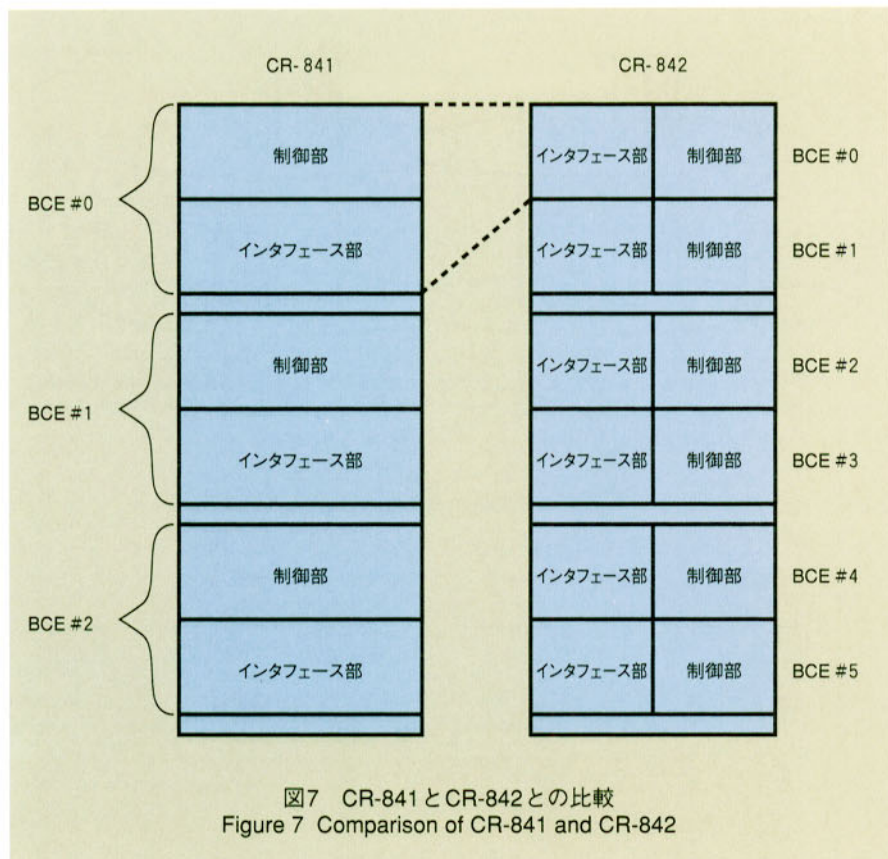 CR-841
CR-842
BCE #0
制御部
インタフェース部
BCE #1
制御部
インタフェース部
BCE #2
制御部
インタフェース部
インタフェース部 制御部 BCE #0
インタフェース部 制御部 BCE #1
インタフェース部 制御部 BCE #2
インタフェース部 制御部 BCE #3
インタフェース部 制御部 BCE #4
インタフェース部 制御部 BCE #5
図7 CR-841とCR-842との比較
Figure 7 Comparison of CR-841 and CR-842